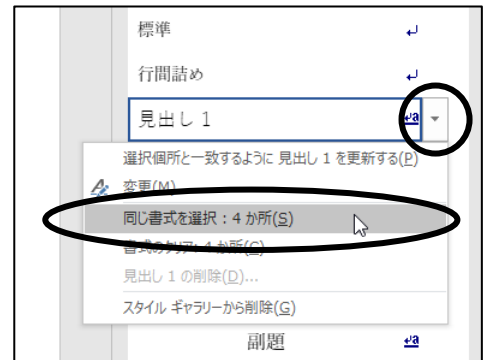 標準
行間詰め
見出し 1
選択個所と一致するように 見出し 1 を更新する(P)
変更(M)...
同じ書式を選択：4 か所(S)
書式のクリア: 4 か所(C)
見出し 1 の削除(D)...
スタイル ギャラリーから削除(G)
副題